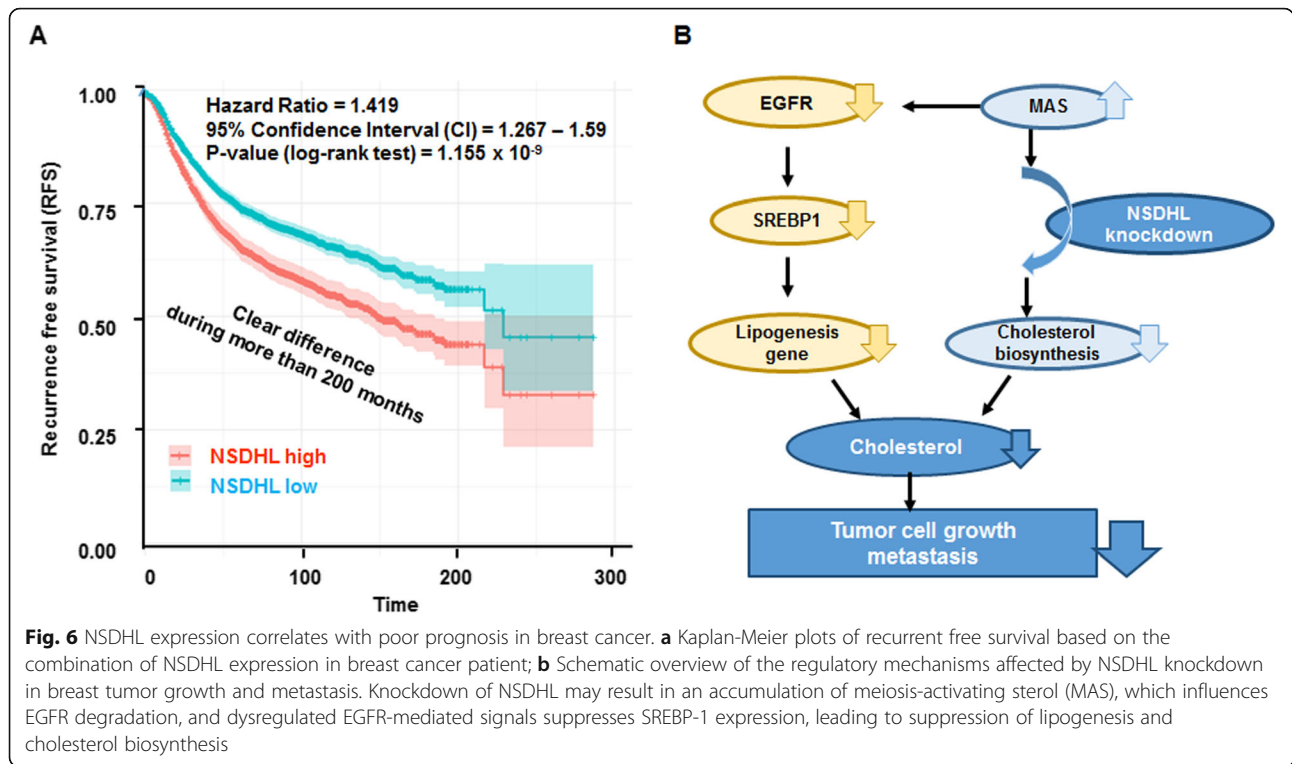 A
1.00
0.75
0.50
0.25
0.00
Recurrence free survival (RFS)
Hazard Ratio = 1.419
95% Confidence Interval (CI) = 1.267 – 1.59
P-value (log-rank test) = 1.155 x 10⁻⁹
Clear difference
during more than 200 months
NSDHL high
NSDHL low
0
100
200
300
Time
B
EGFR
MAS
SREBP1
NSDHL
knockdown
Lipogenesis
gene
Cholesterol
biosynthesis
Cholesterol
Tumor cell growth
metastasis
Fig. 6 NSDHL expression correlates with poor prognosis in breast cancer. a Kaplan-Meier plots of recurrent free survival based on the
combination of NSDHL expression in breast cancer patient; b Schematic overview of the regulatory mechanisms affected by NSDHL knockdown
in breast tumor growth and metastasis. Knockdown of NSDHL may result in an accumulation of meiosis-activating sterol (MAS), which influences
EGFR degradation, and dysregulated EGFR-mediated signals suppresses SREBP-1 expression, leading to suppression of lipogenesis and
cholesterol biosynthesis